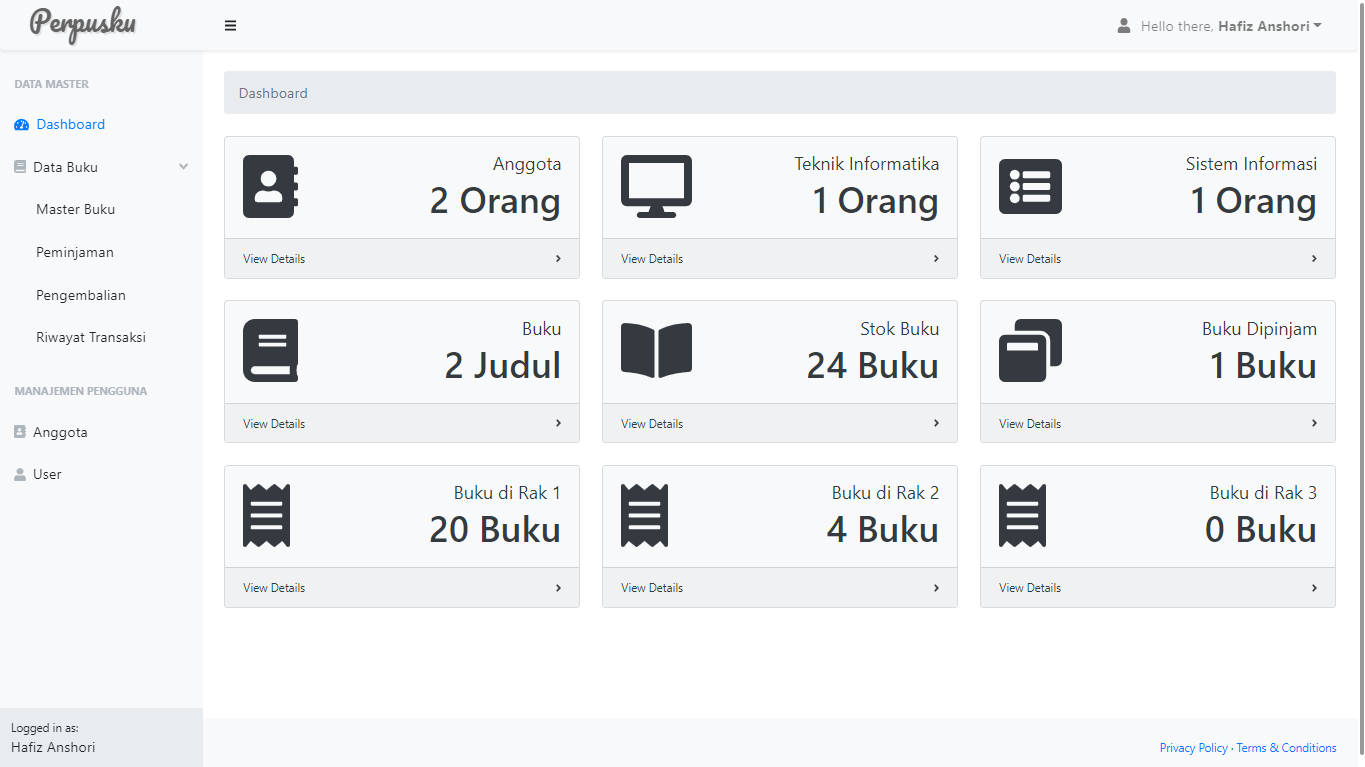 Perpusku
Hello there, Hafiz Anshori
DATA MASTER
Dashboard
Data Buku
Master Buku
Peminjaman
Pengembalian
Riwayat Transaksi
MANAJEMEN PENGGUNA
Anggota
User
Logged in as:
Hafiz Anshori
Dashboard
Anggota
2 Orang
View Details
Teknik Informatika
1 Orang
View Details
Sistem Informasi
1 Orang
View Details
Buku
2 Judul
View Details
Stok Buku
24 Buku
View Details
Buku Dipinjam
1 Buku
View Details
Buku di Rak 1
20 Buku
View Details
Buku di Rak 2
4 Buku
View Details
Buku di Rak 3
0 Buku
View Details
Privacy Policy · Terms & Conditions